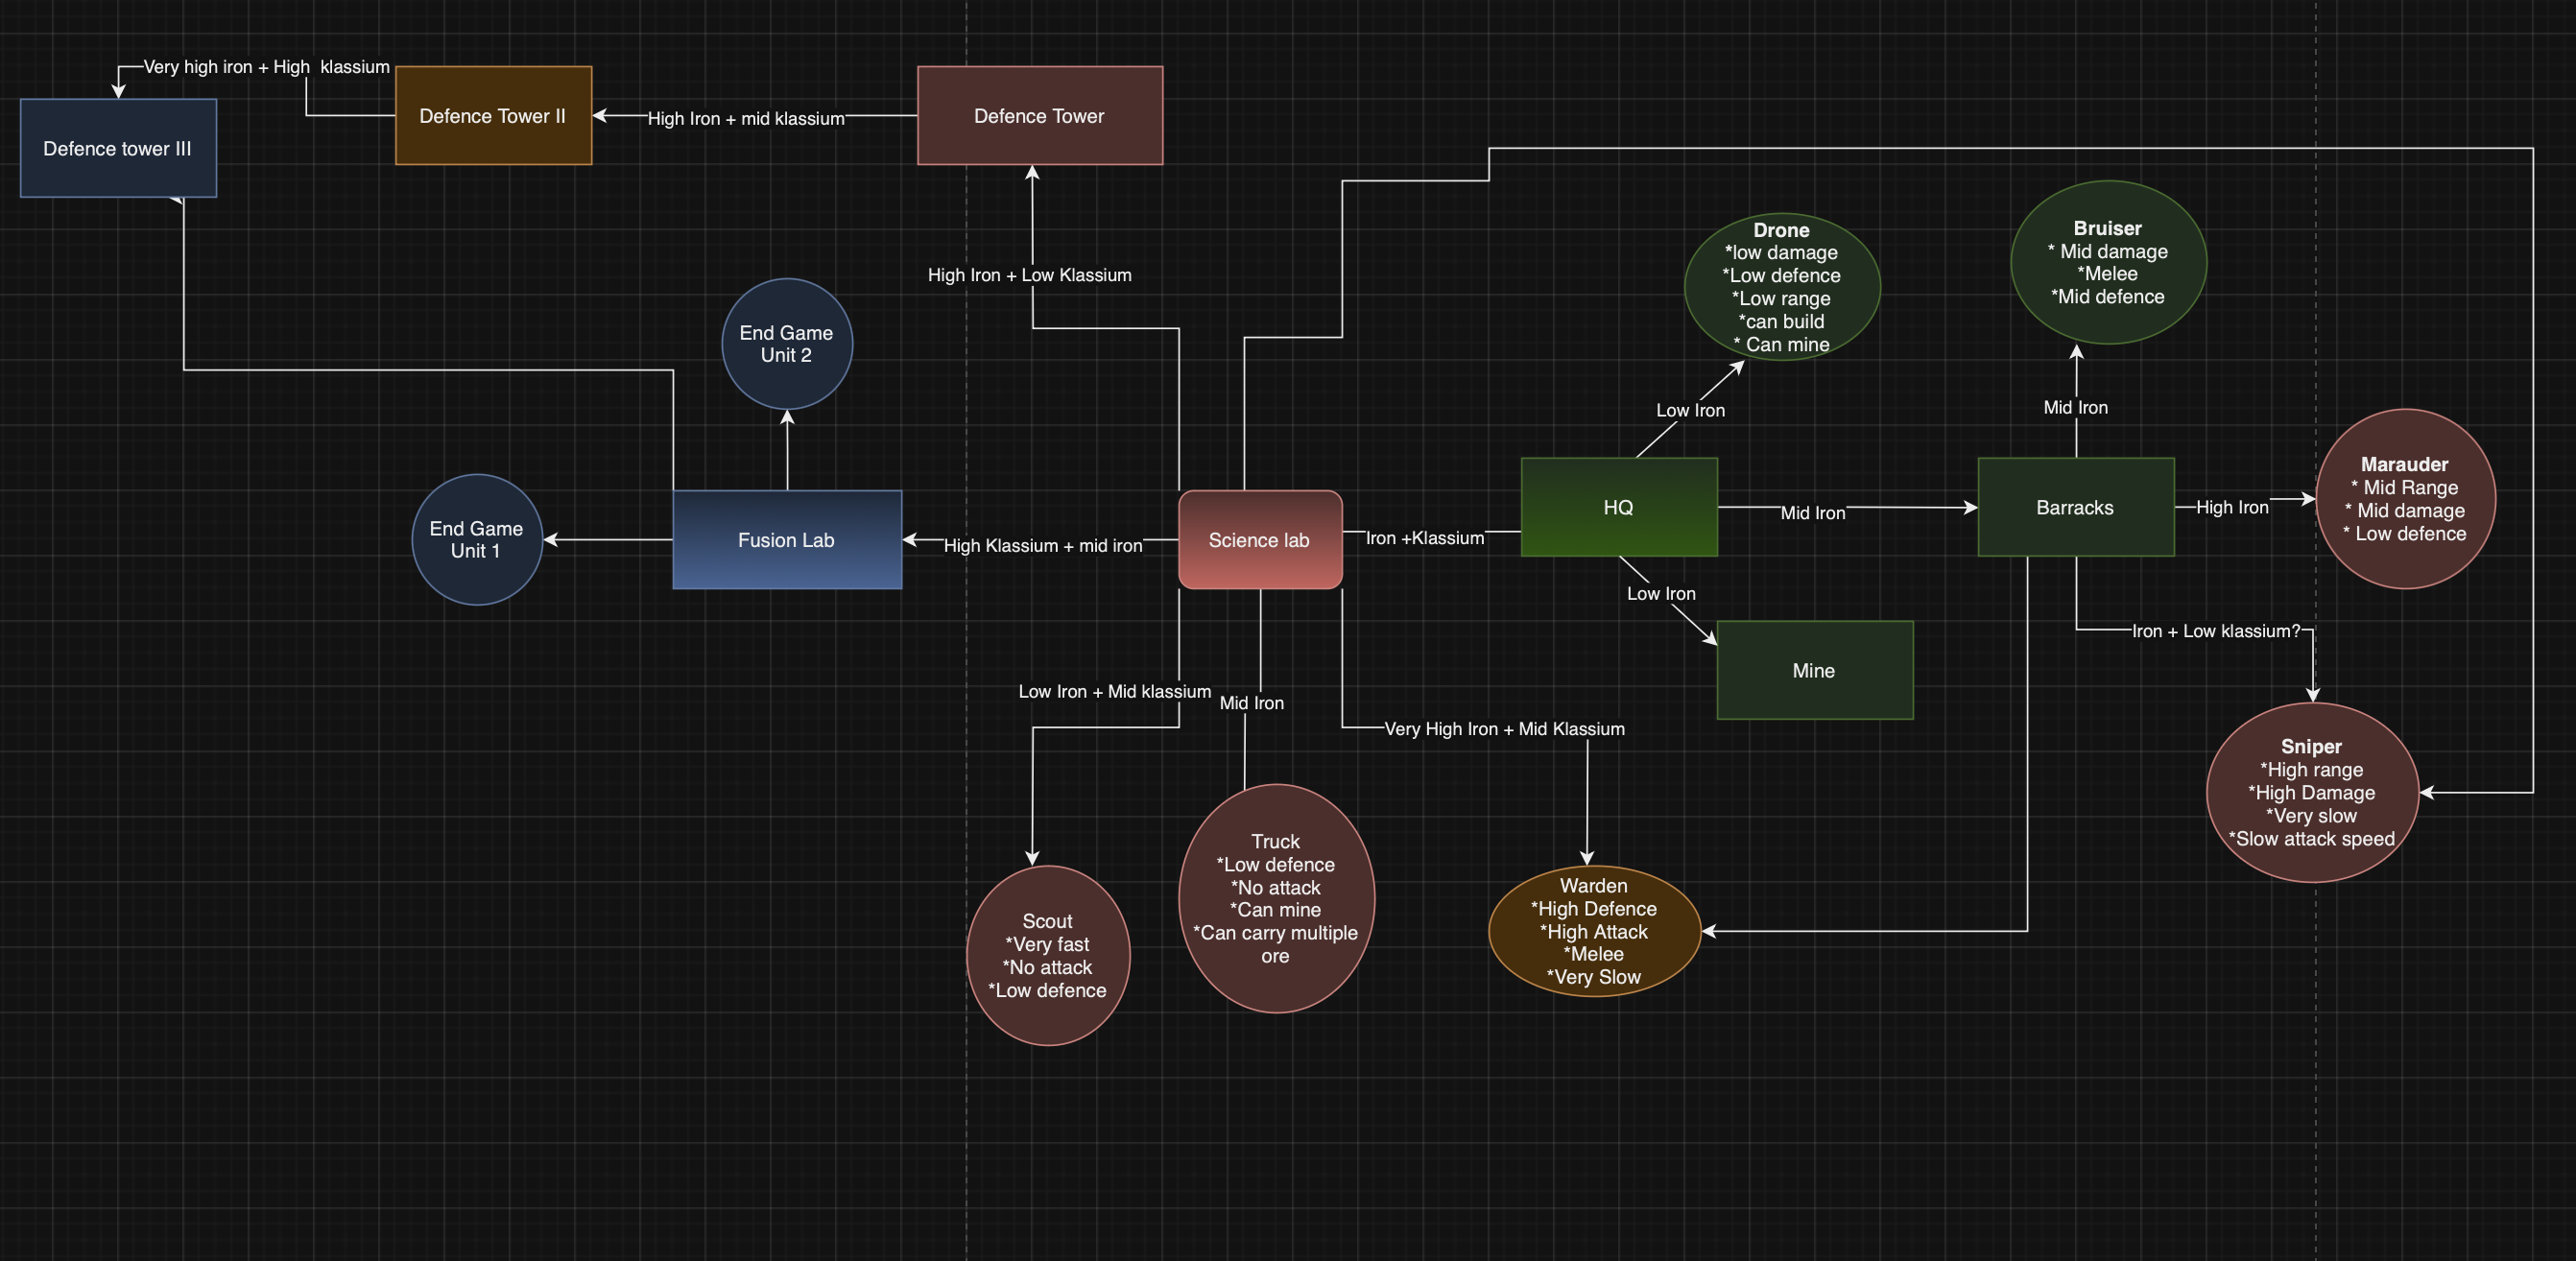 Very high iron + High  klassium
Defence Tower II
High Iron + mid klassium
Defence Tower
Defence tower III
High Iron + Low Klassium
Drone
*low damage
*Low defence
*Low range
*can build
* Can mine
Bruiser
* Mid damage
*Melee
*Mid defence
End Game
Unit 2
Low Iron
Mid Iron
Marauder
* Mid Range
* Mid damage
* Low defence
End Game
Unit 1
Fusion Lab
High Klassium + mid iron
Science lab
Iron +Klassium
HQ
Mid Iron
Barracks
High Iron
Low Iron
Mine
Iron + Low klassium?
Low Iron + Mid klassium
Mid Iron
Very High Iron + Mid Klassium
Sniper
*High range
*High Damage
*Very slow
*Slow attack speed
Scout
*Very fast
*No attack
*Low defence
Truck
*Low defence
*No attack
*Can mine
*Can carry multiple
ore
Warden
*High Defence
*High Attack
*Melee
*Very Slow